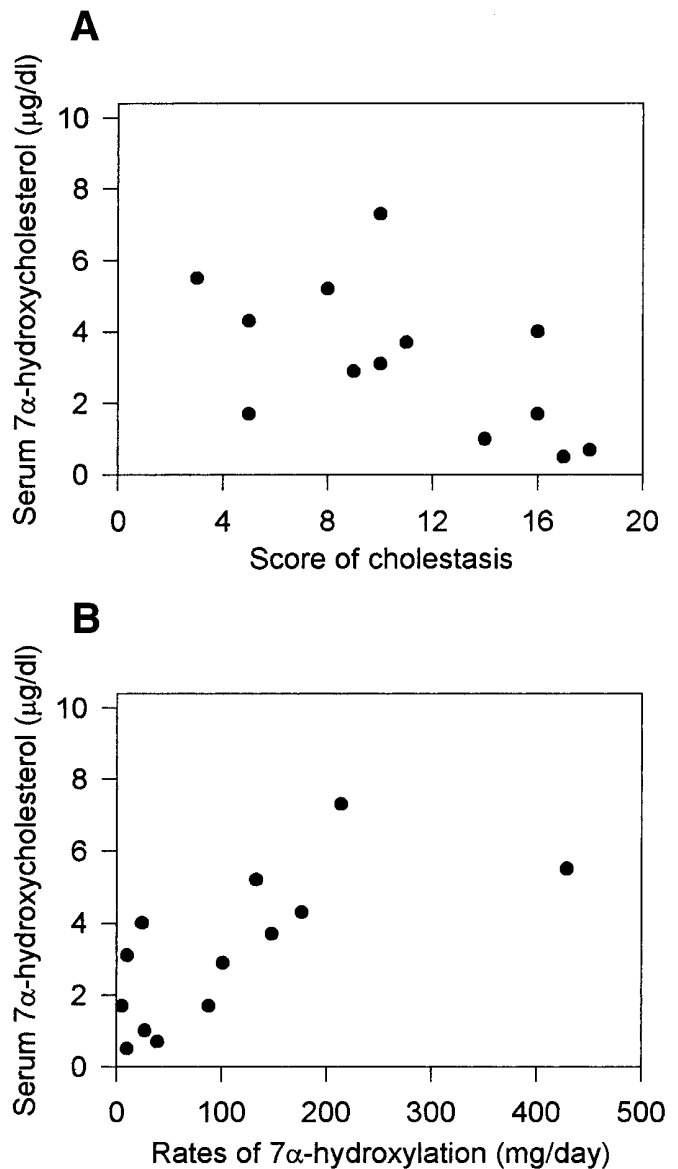 A
Serum 7α-hydroxycholesterol (µg/dl)
10
8
6
4
2
0
0 4 8 12 16 20
Score of cholestasis
B
Serum 7α-hydroxycholesterol (µg/dl)
10
8
6
4
2
0
0 100 200 300 400 500
Rates of 7α-hydroxylation (mg/day)